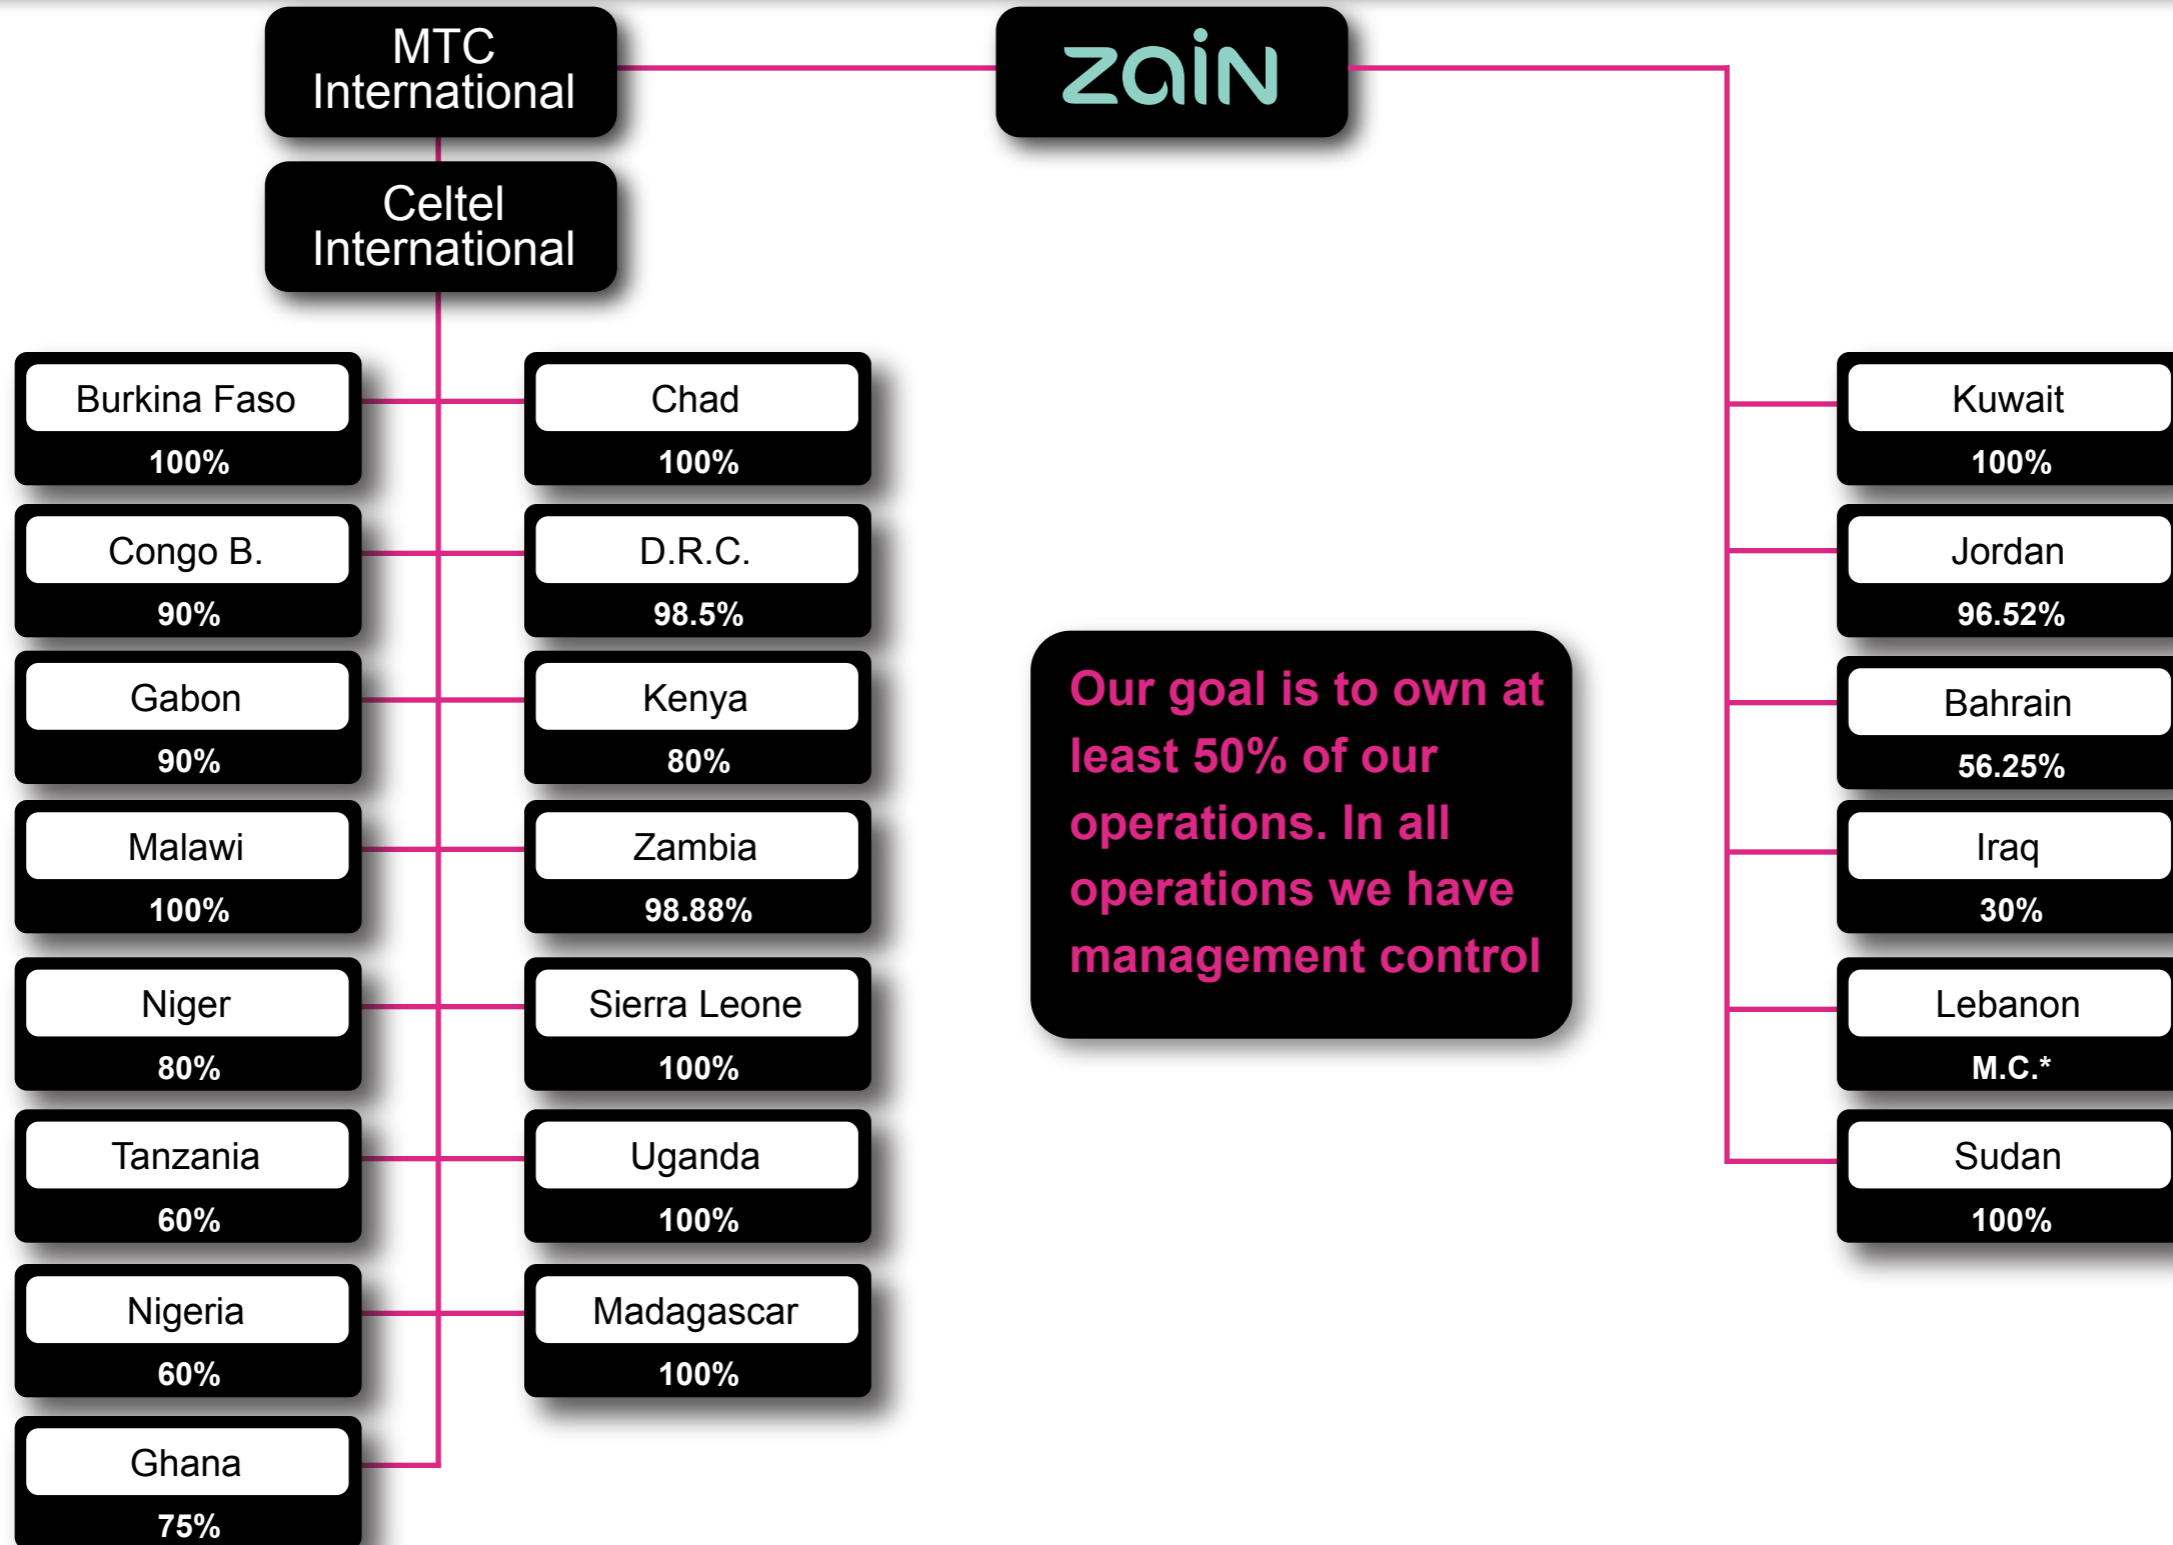 MTC
International
zain
Celtel
International
Burkina Faso
100%
Chad
100%
Kuwait
100%
Congo B.
90%
D.R.C.
98.5%
Jordan
96.52%
Gabon
90%
Kenya
80%
Bahrain
56.25%
Malawi
100%
Zambia
98.88%
Iraq
30%
Niger
80%
Sierra Leone
100%
Lebanon
M.C.*
Tanzania
60%
Uganda
100%
Sudan
100%
Nigeria
60%
Madagascar
100%
Ghana
75%
Our goal is to own at
least 50% of our
operations. In all
operations we have
management control